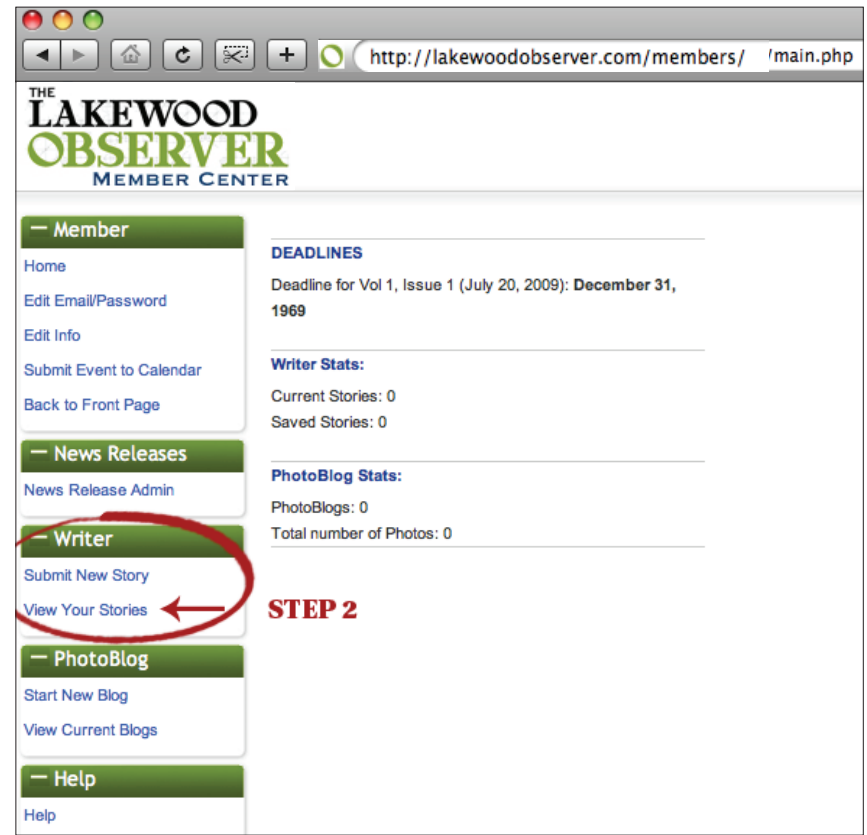 http://lakewoodobserver.com/members/ /main.php
THE
LAKEWOOD
OBSERVER
MEMBER CENTER
— Member
Home
Edit Email/Password
Edit Info
Submit Event to Calendar
Back to Front Page
— News Releases
News Release Admin
— Writer
Submit New Story
View Your Stories
— PhotoBlog
Start New Blog
View Current Blogs
— Help
Help
DEADLINES
Deadline for Vol 1, Issue 1 (July 20, 2009): December 31,
1969
Writer Stats:
Current Stories: 0
Saved Stories: 0
PhotoBlog Stats:
PhotoBlogs: 0
Total number of Photos: 0
STEP 2